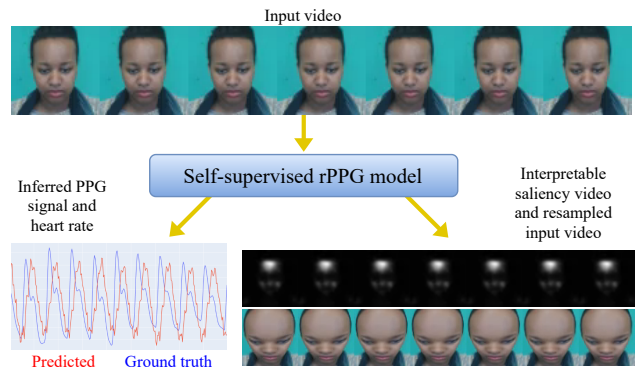 Input video
Self-supervised rPPG model
Inferred PPG
signal and
heart rate
Interpretable
saliency video
and resampled
input video
Predicted
Ground truth